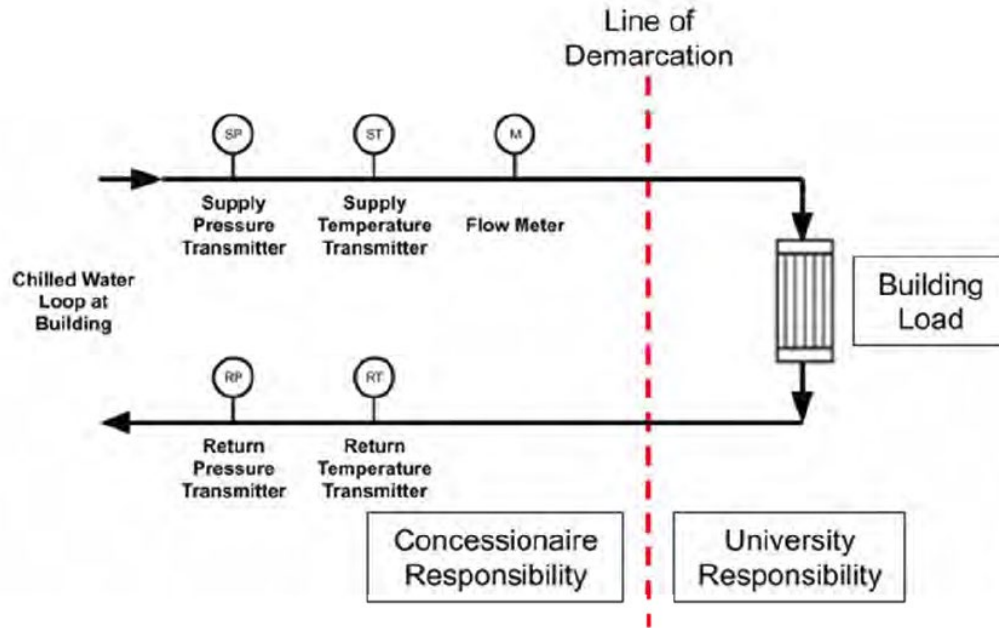 Line of
Demarcation
SP
ST
M
Supply
Pressure
Transmitter
Supply
Temperature
Transmitter
Flow Meter
Chilled Water
Loop at
Building
Building
Load
RP
RT
Return
Pressure
Transmitter
Return
Temperature
Transmitter
Concessionaire
Responsibility
University
Responsibility